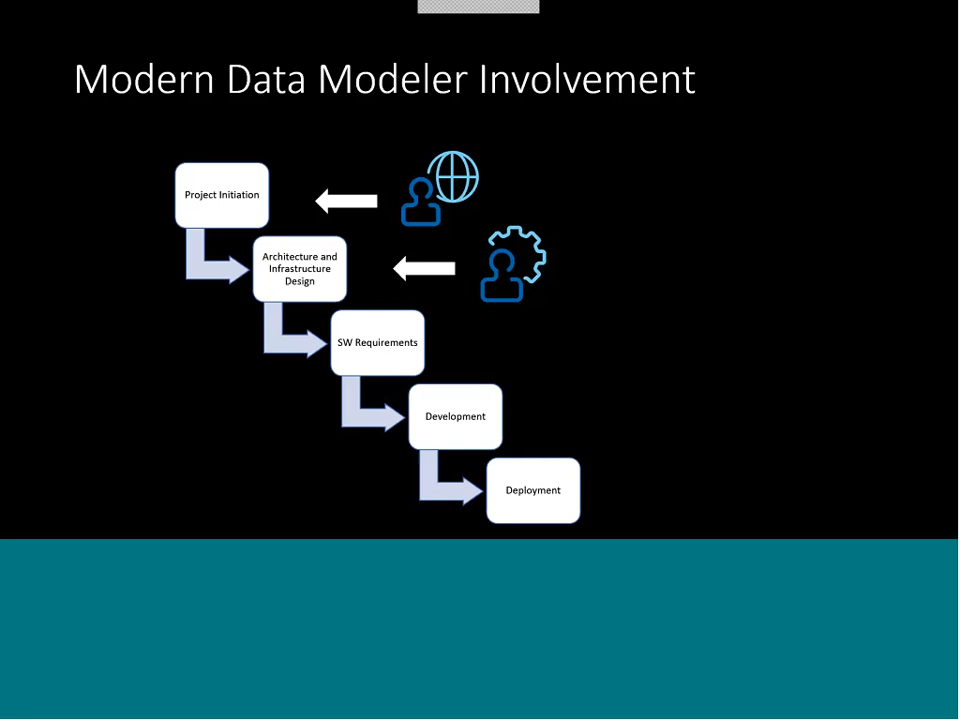 Modern Data Modeler Involvement
Project Initiation
Architecture and
Infrastructure
Design
SW Requirements
Development
Deployment